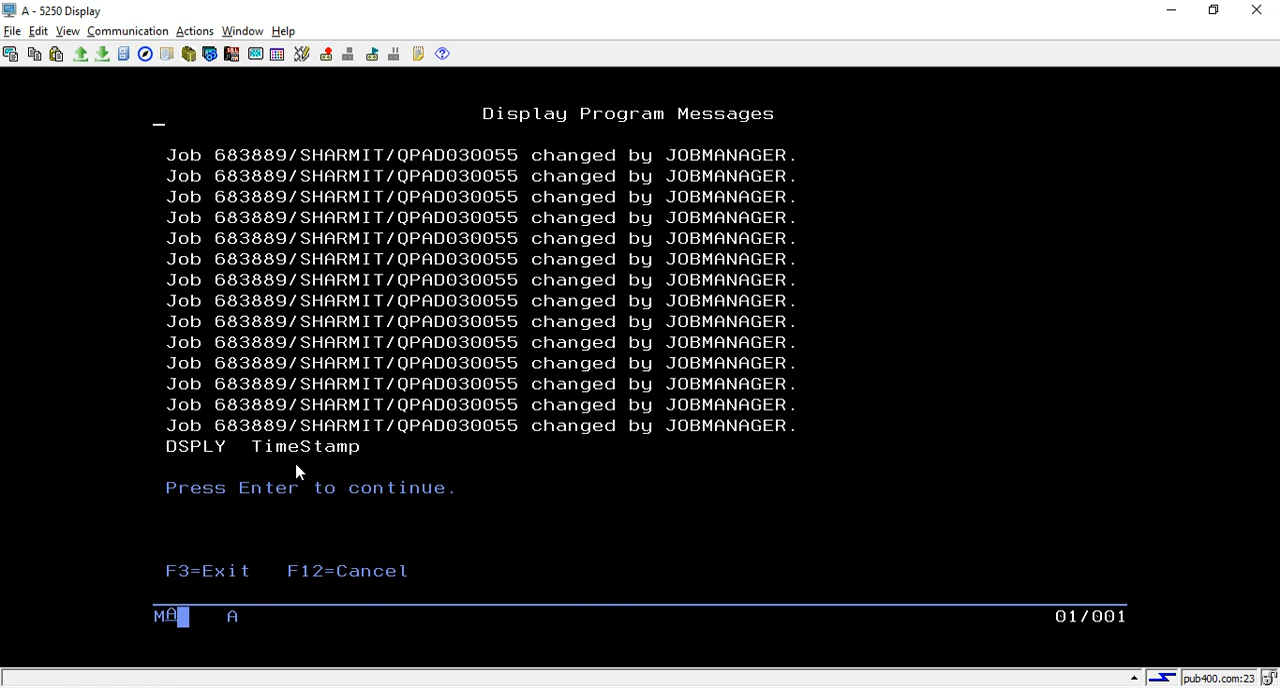 A - 5250 Display
File Edit View Communication Actions Window Help
Display Program Messages
Job 683889/SHARMIT/QPAD030055 changed by JOBMANAGER.
Job 683889/SHARMIT/QPAD030055 changed by JOBMANAGER.
Job 683889/SHARMIT/QPAD030055 changed by JOBMANAGER.
Job 683889/SHARMIT/QPAD030055 changed by JOBMANAGER.
Job 683889/SHARMIT/QPAD030055 changed by JOBMANAGER.
Job 683889/SHARMIT/QPAD030055 changed by JOBMANAGER.
Job 683889/SHARMIT/QPAD030055 changed by JOBMANAGER.
Job 683889/SHARMIT/QPAD030055 changed by JOBMANAGER.
Job 683889/SHARMIT/QPAD030055 changed by JOBMANAGER.
Job 683889/SHARMIT/QPAD030055 changed by JOBMANAGER.
Job 683889/SHARMIT/QPAD030055 changed by JOBMANAGER.
Job 683889/SHARMIT/QPAD030055 changed by JOBMANAGER.
Job 683889/SHARMIT/QPAD030055 changed by JOBMANAGER.
Job 683889/SHARMIT/QPAD030055 changed by JOBMANAGER.
DSPLY TimeStamp
Press Enter to continue.
F3=Exit F12=Cancel
MA A 01/001
pub400.com:23